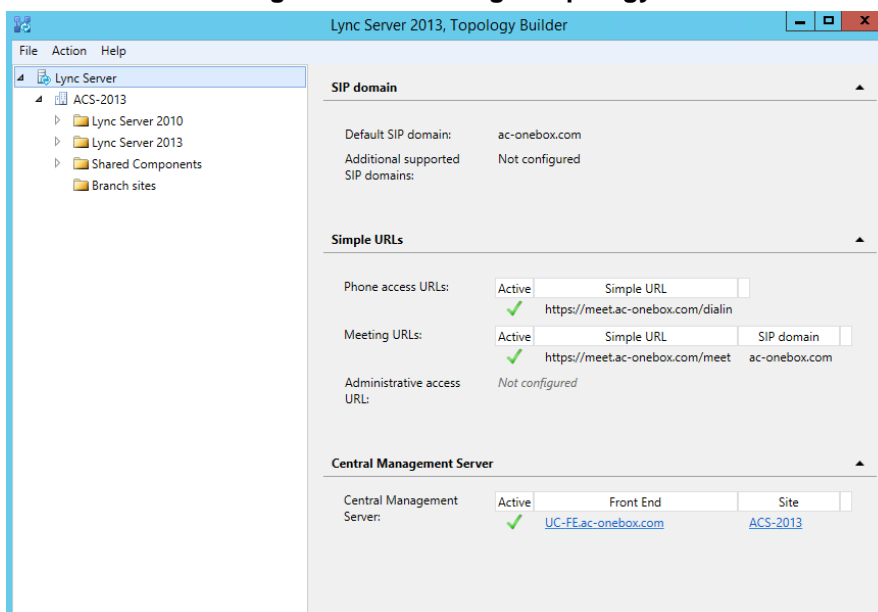 Lync Server 2013, Topology Builder
File Action Help
Lync Server
ACS-2013
Lync Server 2010
Lync Server 2013
Shared Components
Branch sites
SIP domain
Default SIP domain: ac-onebox.com
Additional supported Not configured
SIP domains:
Simple URLs
Phone access URLs: Active Simple URL
https://meet.ac-onebox.com/dialin
Meeting URLs: Active Simple URL SIP domain
https://meet.ac-onebox.com/meet ac-onebox.com
Administrative access Not configured
URL:
Central Management Server
Central Management Active Front End Site
Server: UC-FE.ac-onebox.com ACS-2013